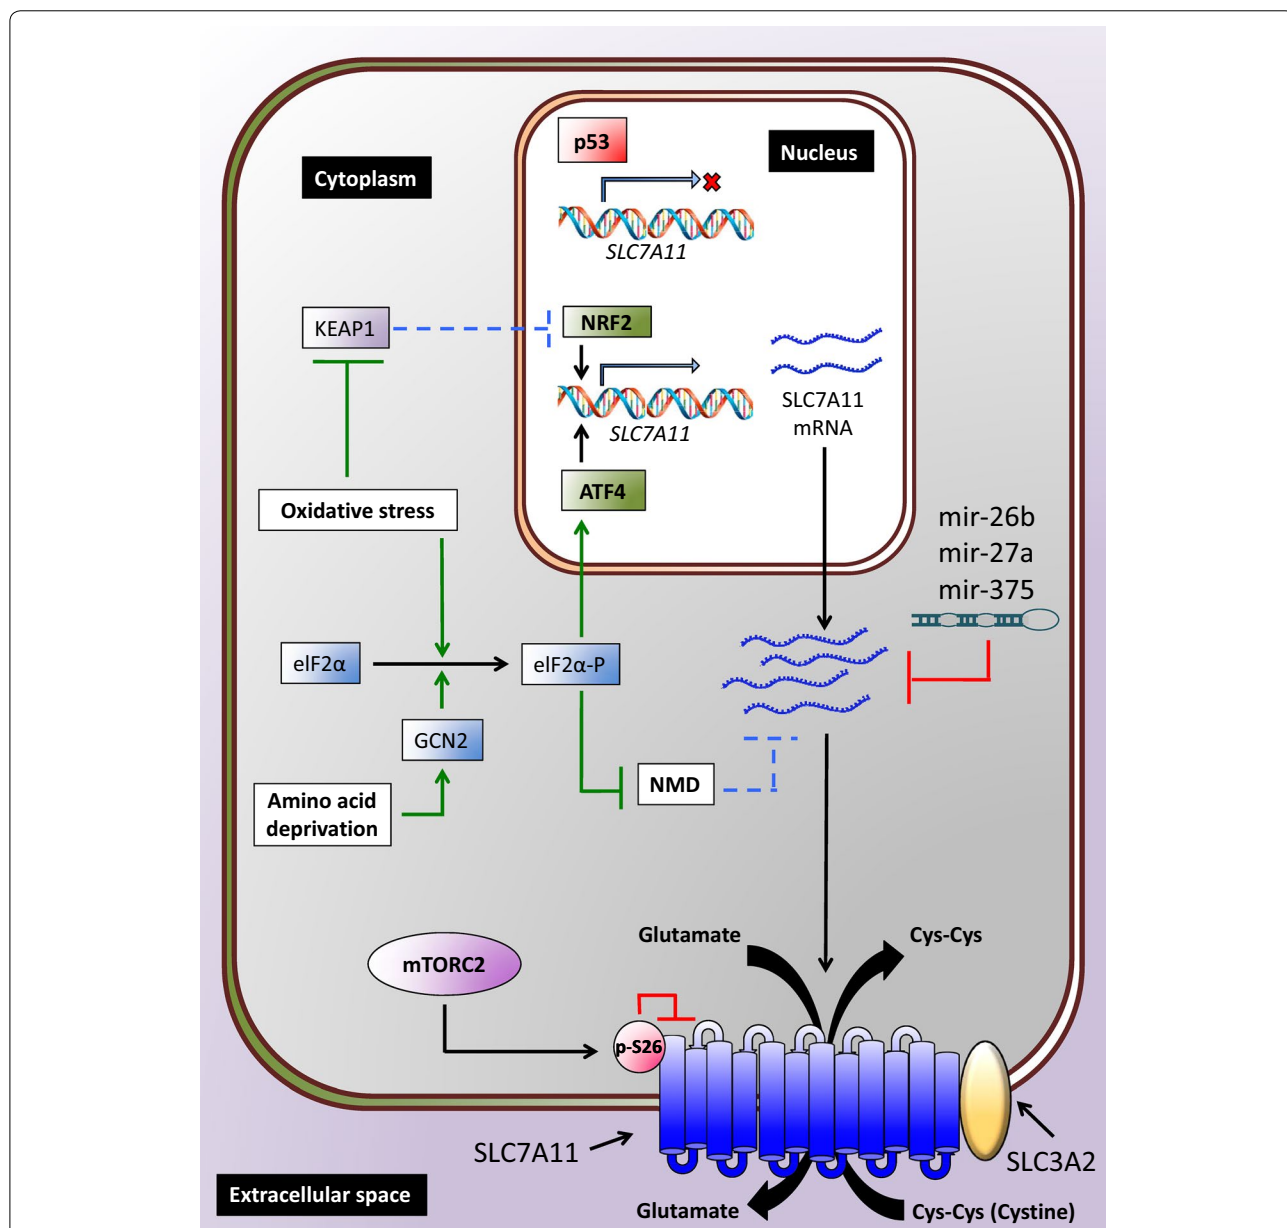 p53
Nucleus
Cytoplasm
SLC7A11
KEAP1
NRF2
SLC7A11
mRNA
SLC7A11
ATF4
Oxidative stress
mir-26b
mir-27a
mir-375
eIF2α
eIF2α-P
GCN2
NMD
Amino acid
deprivation
Glutamate
Cys-Cys
mTORC2
p-S26
SLC7A11
SLC3A2
Extracellular space
Glutamate
Cys-Cys (Cystine)